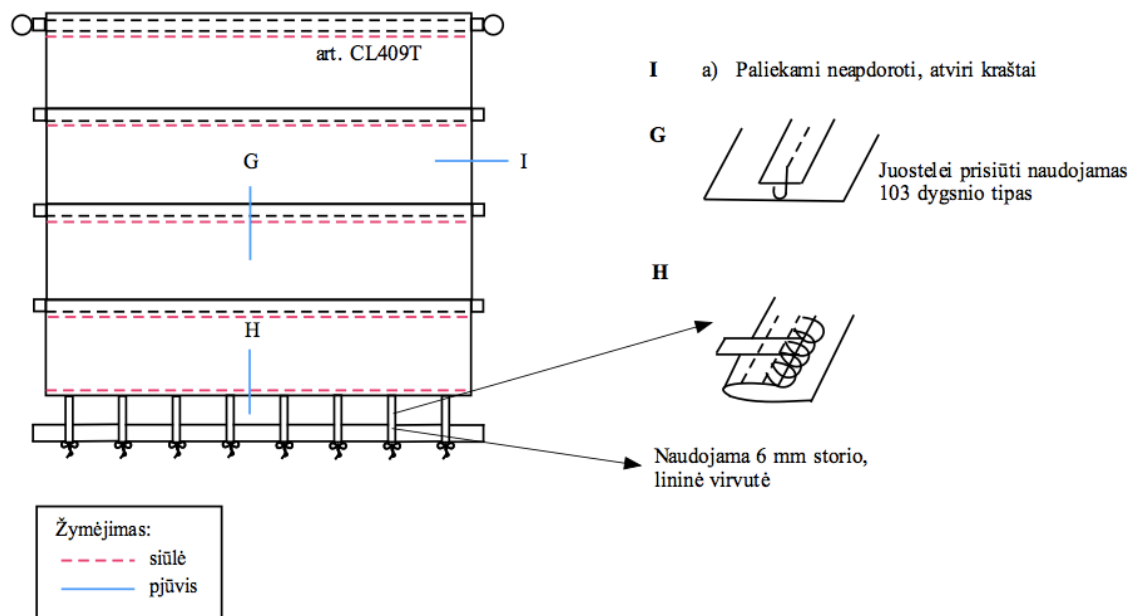 art. CL409T
G
I
H
I a) Paliekami neapdoroti, atviri kraštai
G
Juostelei prisiūti naudojamas
103 dygsnio tipas
H
Naudojama 6 mm storio,
lininė virvutė
Žymėjimas:
siūlė
pjūvis